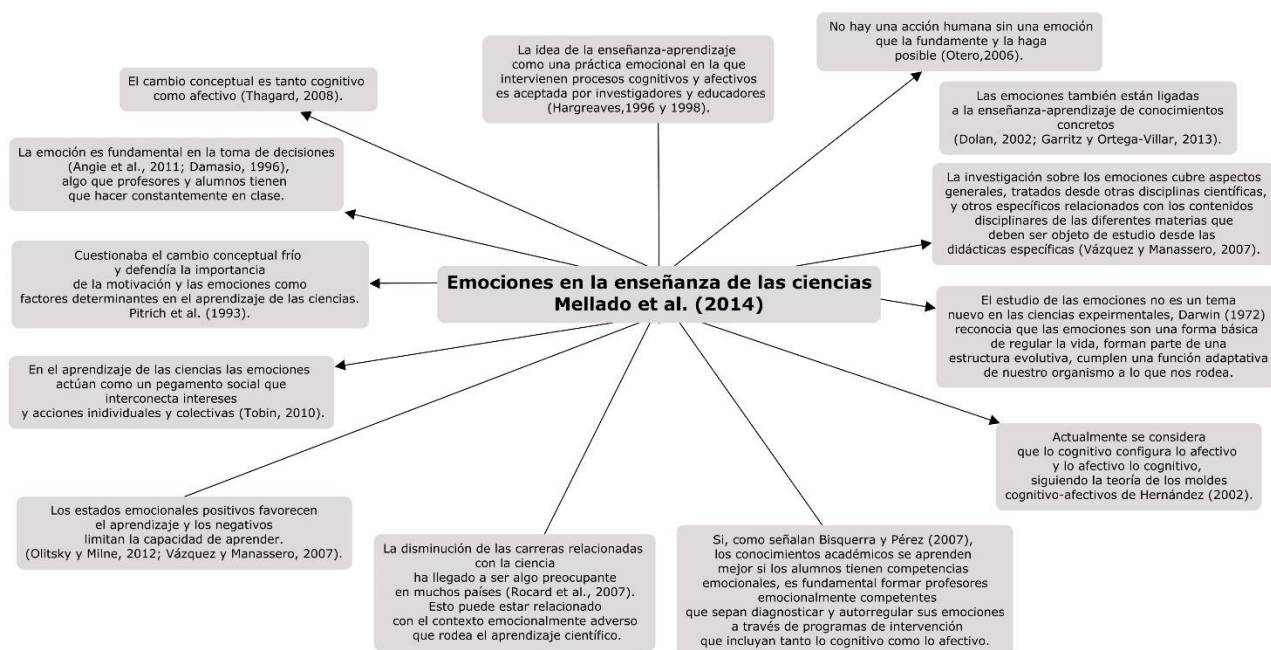 No hay una acción humana sin una emoción
que la fundamente y la haga
posible (Otero,2006).
La idea de la enseñanza-aprendizaje
como una práctica emocional en la que
intervienen procesos cognitivos y afectivos
es aceptada por investigadores y educadores
(Hargreaves,1996 y 1998).
El cambio conceptual es tanto cognitivo
como afectivo (Thagard, 2008).
Las emociones también están ligadas
a la enseñanza-aprendizaje de conocimientos
concretos
(Dolan, 2002; Garritz y Ortega-Villar, 2013).
La emoción es fundamental en la toma de decisiones
(Angie et al., 2011; Damasio, 1996),
algo que profesores y alumnos tienen
que hacer constantemente en clase.
La investigación sobre los emociones cubre aspectos
generales, tratados desde otras disciplinas científicas,
y otros específicos relacionados con los contenidos
disciplinares de las diferentes materias que
deben ser objeto de estudio desde las
didácticas específicas (Vázquez y Manassero, 2007).
Cuestionaba el cambio conceptual frío
y defendía la importancia
de la motivación y las emociones como
factores determinantes en el aprendizaje de las ciencias.
Pitrich et al. (1993).
Emociones en la enseñanza de las ciencias
Mellado et al. (2014)
El estudio de las emociones no es un tema
nuevo en las ciencias expeirmentales, Darwin (1972)
reconocia que las emociones son una forma básica
de regular la vida, forman parte de una
estructura evolutiva, cumplen una función adaptativa
de nuestro organismo a lo que nos rodea.
En el aprendizaje de las ciencias las emociones
actúan como un pegamento social que
interconecta intereses
y acciones inidividuales y colectivas (Tobin, 2010).
Actualmente se considera
que lo cognitivo configura lo afectivo
y lo afectivo lo cognitivo,
siguiendo la teoría de los moldes
cognitivo-afectivos de Hernández (2002).
Los estados emocionales positivos favorecen
el aprendizaje y los negativos
limitan la capacidad de aprender.
(Olitsky y Milne, 2012; Vázquez y Manassero, 2007).
La disminución de las carreras relacionadas
con la ciencia
ha llegado a ser algo preocupante
en muchos países (Rocard et al., 2007).
Esto puede estar relacionado
con el contexto emocionalmente adverso
que rodea el aprendizaje científico.
Si, como señalan Bisquerra y Pérez (2007),
los conocimientos académicos se aprenden
mejor si los alumnos tienen competencias
emocionales, es fundamental formar profesores
emocionalmente competentes
que sepan diagnosticar y autorregular sus emociones
a través de programas de intervención
que incluyan tanto lo cognitivo como lo afectivo.